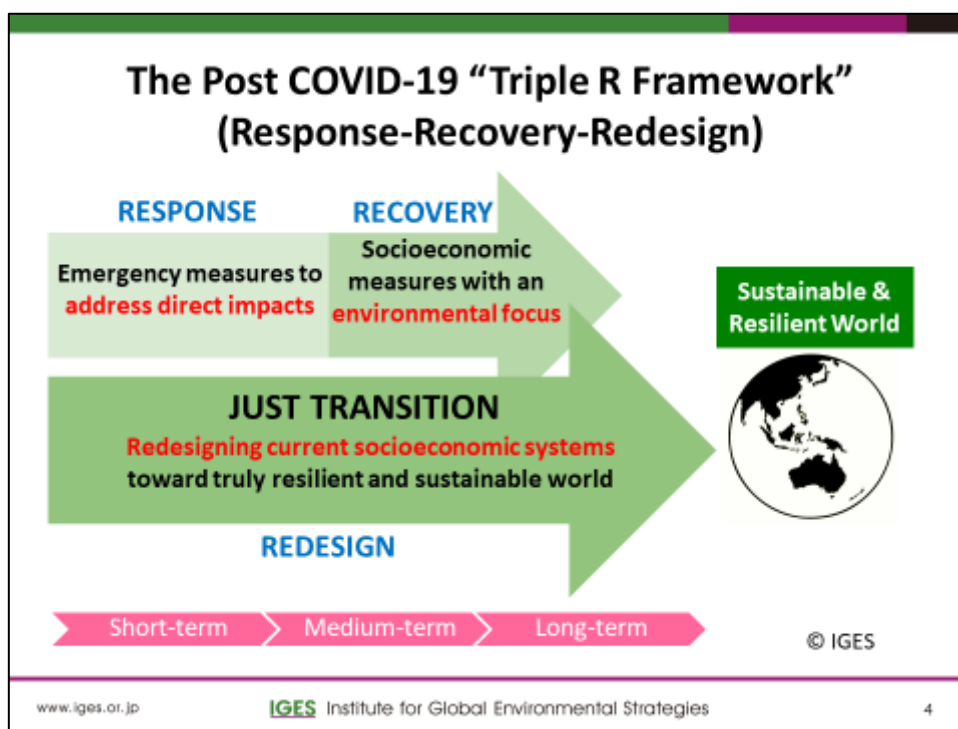 The Post COVID-19 “Triple R Framework”
(Response-Recovery-Redesign)
RESPONSE
Emergency measures to
address direct impacts
RECOVERY
Socioeconomic
measures with an
environmental focus
Sustainable &
Resilient World
JUST TRANSITION
Redesigning current socioeconomic systems
toward truly resilient and sustainable world
REDESIGN
Short-term
Medium-term
Long-term
© IGES
www.iges.or.jp
IGES Institute for Global Environmental Strategies
4